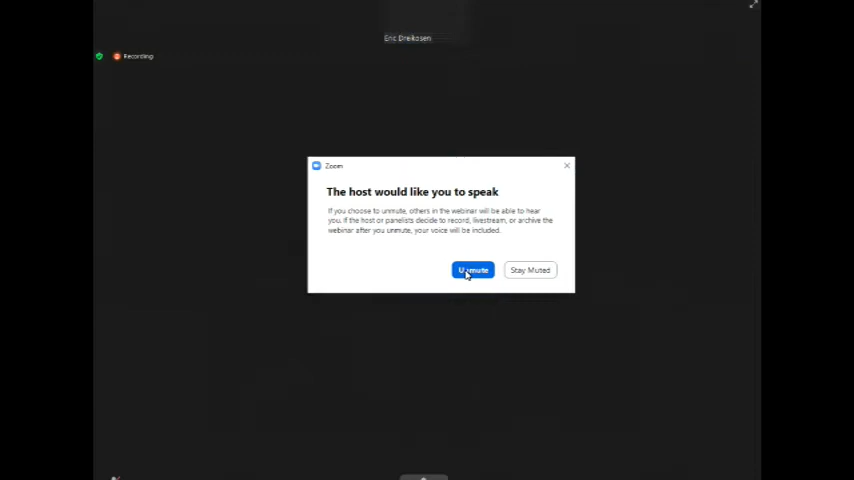 Eric Dreikosen
Recording
Zoom
The host would like you to speak
If you choose to unmute, others in the webinar will be able to hear
you. If the host or panelists decide to record, livestream, or archive the
webinar after you unmute, your voice will be included.
Unmute
Stay Muted